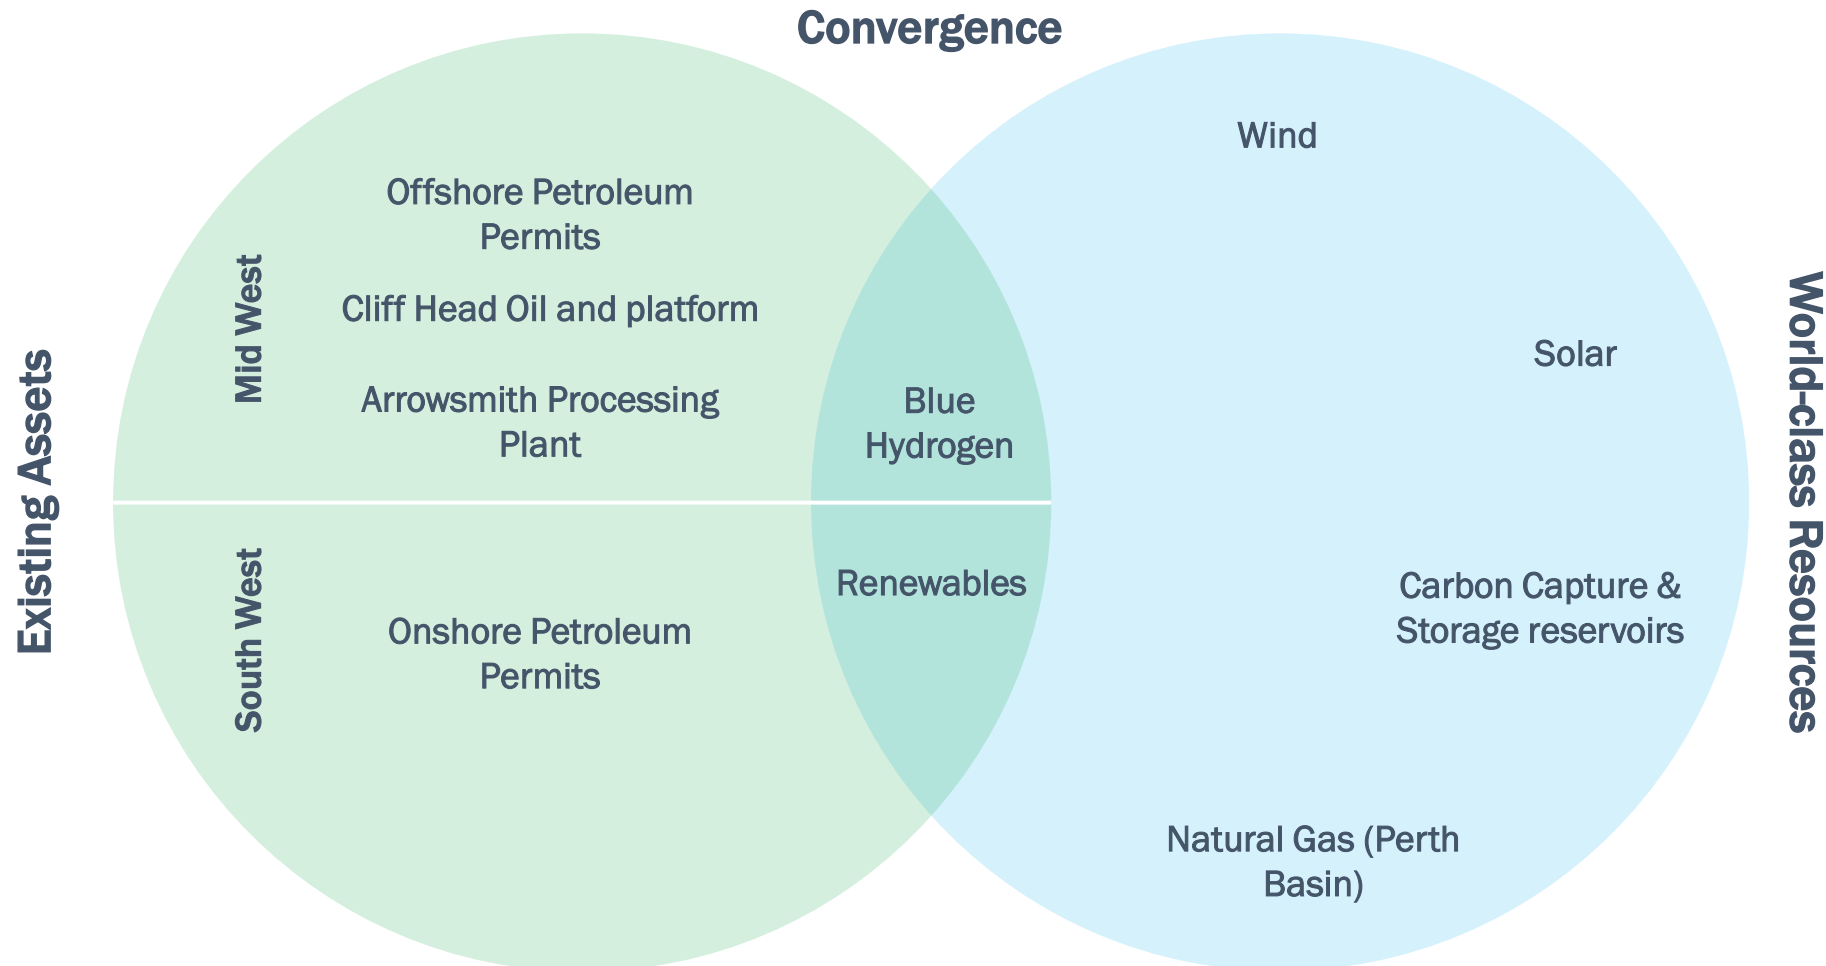 Convergence
Existing Assets
Mid West
Offshore Petroleum
Permits
Cliff Head Oil and platform
Arrowsmith Processing
Plant
South West
Onshore Petroleum
Permits
Blue
Hydrogen
Renewables
Wind
Solar
Carbon Capture &
Storage reservoirs
Natural Gas (Perth
Basin)
World-class Resources